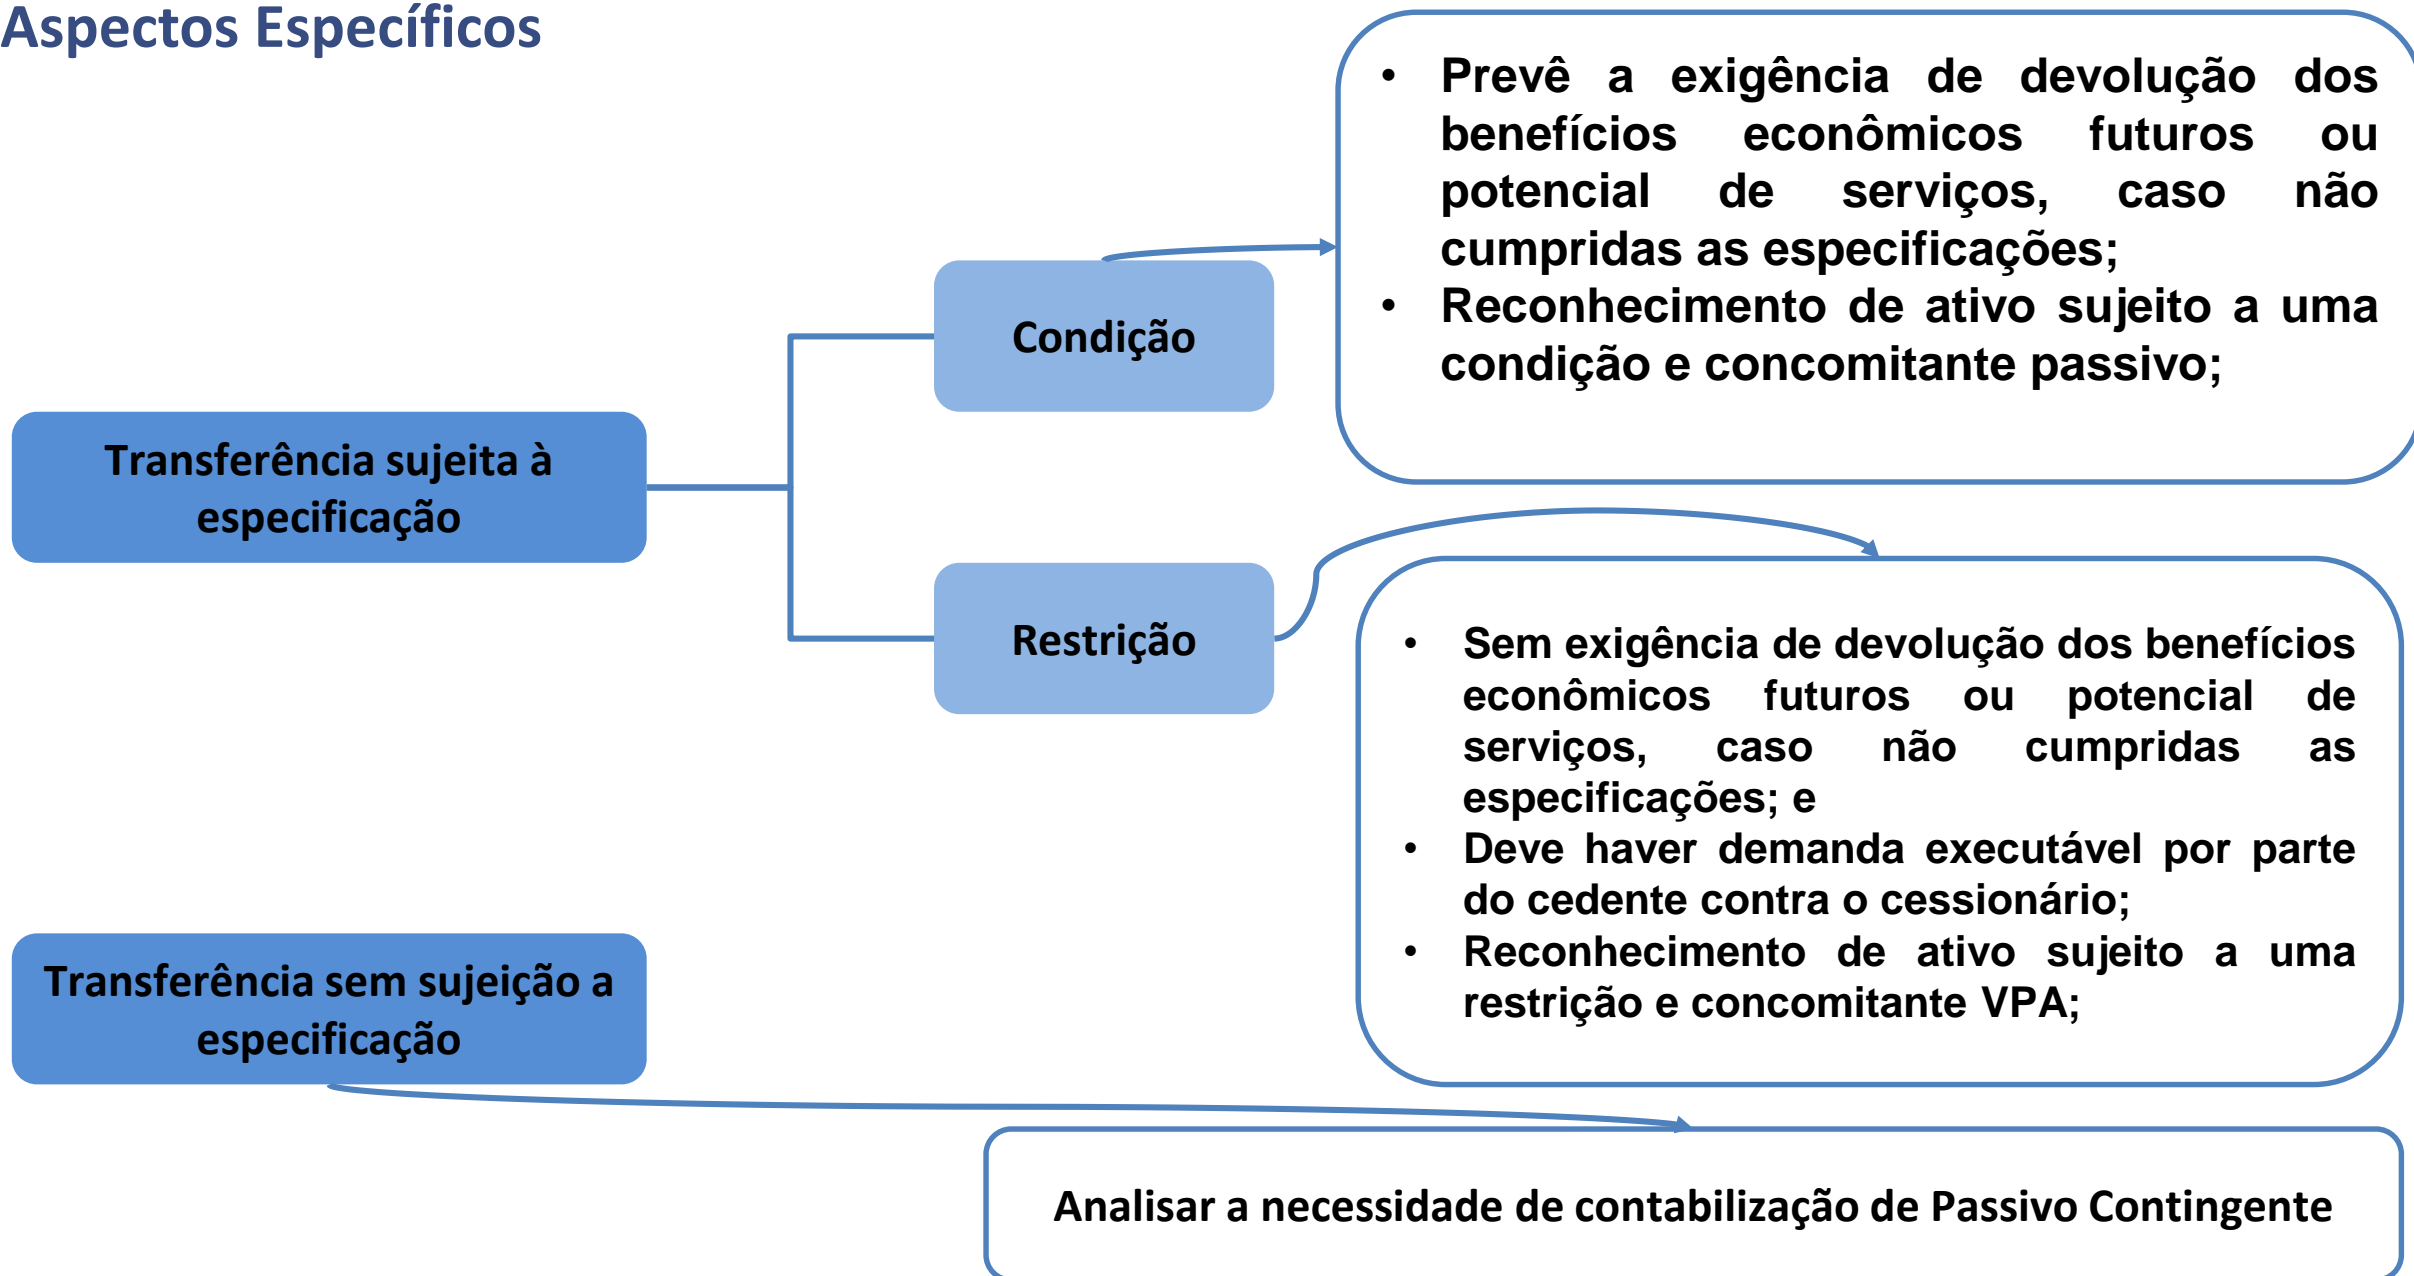 Aspectos Específicos
• Prevê a exigência de devolução dos
benefícios econômicos futuros ou
potencial de serviços, caso não
cumpridas as especificações;
• Reconhecimento de ativo sujeito a uma
condição e concomitante passivo;
Condição
Transferência sujeita à
especificação
Restrição
• Sem exigência de devolução dos benefícios
econômicos futuros ou potencial de
serviços, caso não cumpridas as
especificações; e
• Deve haver demanda executável por parte
do cedente contra o cessionário;
• Reconhecimento de ativo sujeito a uma
restrição e concomitante VPA;
Transferência sem sujeição a
especificação
Analisar a necessidade de contabilização de Passivo Contingente